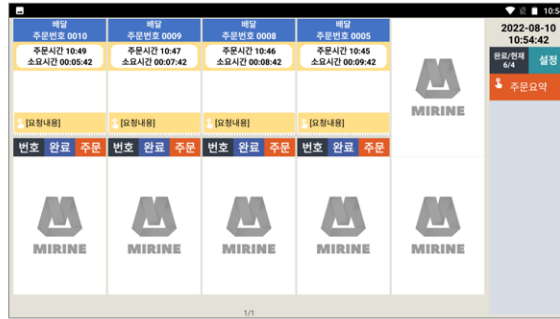 10:5
배달
주문번호 0010
주문시간 10:49
소요시간 00:05:42
[요청내용]
번호 완료 주문
배달
주문번호 0009
주문시간 10:47
소요시간 00:07:42
[요청내용]
번호 완료 주문
배달
주문번호 0008
주문시간 10:46
소요시간 00:08:42
[요청내용]
번호 완료 주문
배달
주문번호 0005
주문시간 10:45
소요시간 00:09:42
[요청내용]
번호 완료 주문
MIRINE
MIRINE
MIRINE
MIRINE
MIRINE
MIRINE
1/1
2022-08-10
10:54:42
완료/현재
6/4
설정
주문요약